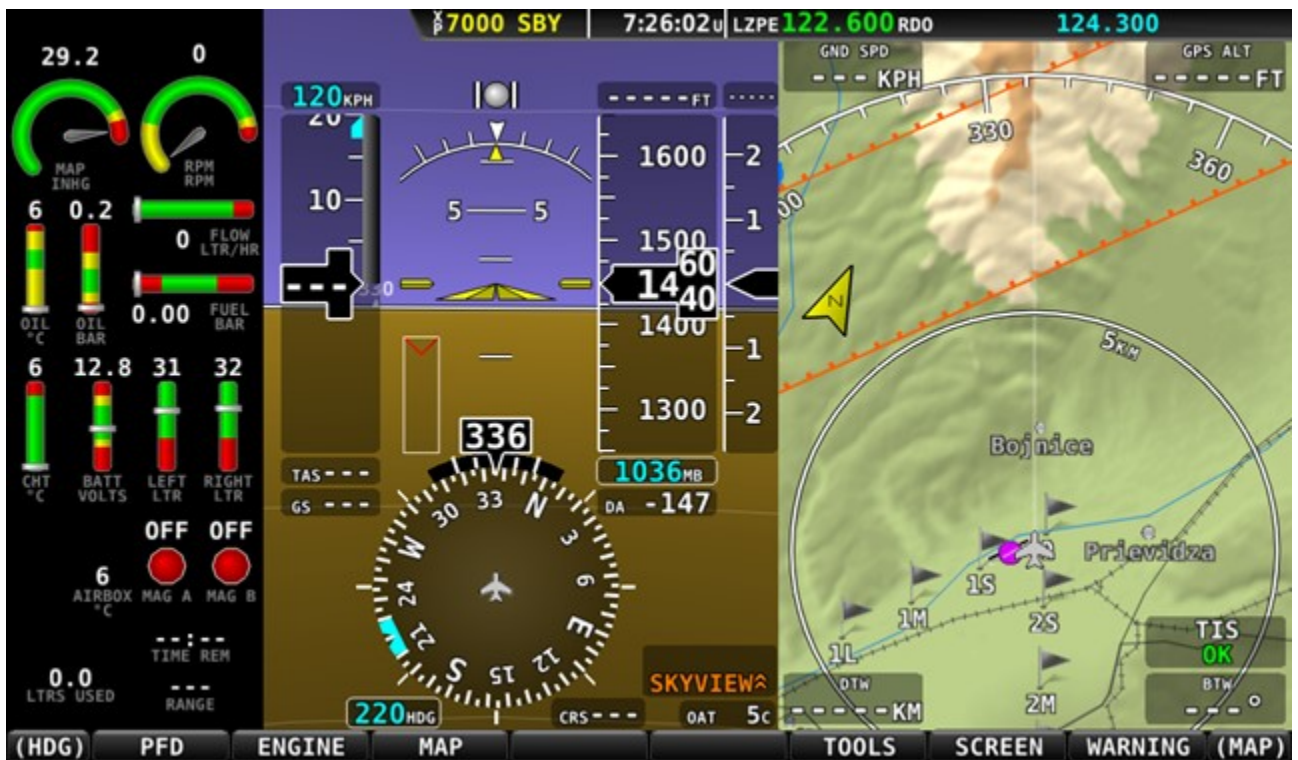 XP 7000 SBY
7:26:02U
LZPE 122.600 RDO
124.300
29.2
0
MAP
INHG
RPM
RPM
6
0.2
0
FLOW
LTR/HR
0.00
FUEL
BAR
OIL
°C
OIL
BAR
6
12.8
31
32
CHT
°C
BATT
VOLTS
LEFT
LTR
RIGHT
LTR
OFF
OFF
6
AIRBOX
°C
MAG A
MAG B
--:--
TIME REM
0.0
LTRS USED
---
RANGE
120KPH
20
10
---
5
5
TAS---
GS ---
336
33
N
3
6
E
12
15
S
21
24
W
30
220HDG
CRS---
OAT 5C
SKYVIEW
-----FT
----
1600
1500
14
60
40
1400
1300
2
1
1
2
1036MB
DA -147
GND SPD
--- KPH
GPS ALT
-----FT
330
360
00
N
5KM
Bojnice
Prievidza
1S
1M
1L
2S
2M
TIS
OK
DTW
-----KM
BTW
---°
(HDG) PFD ENGINE MAP TOOLS SCREEN WARNING (MAP)